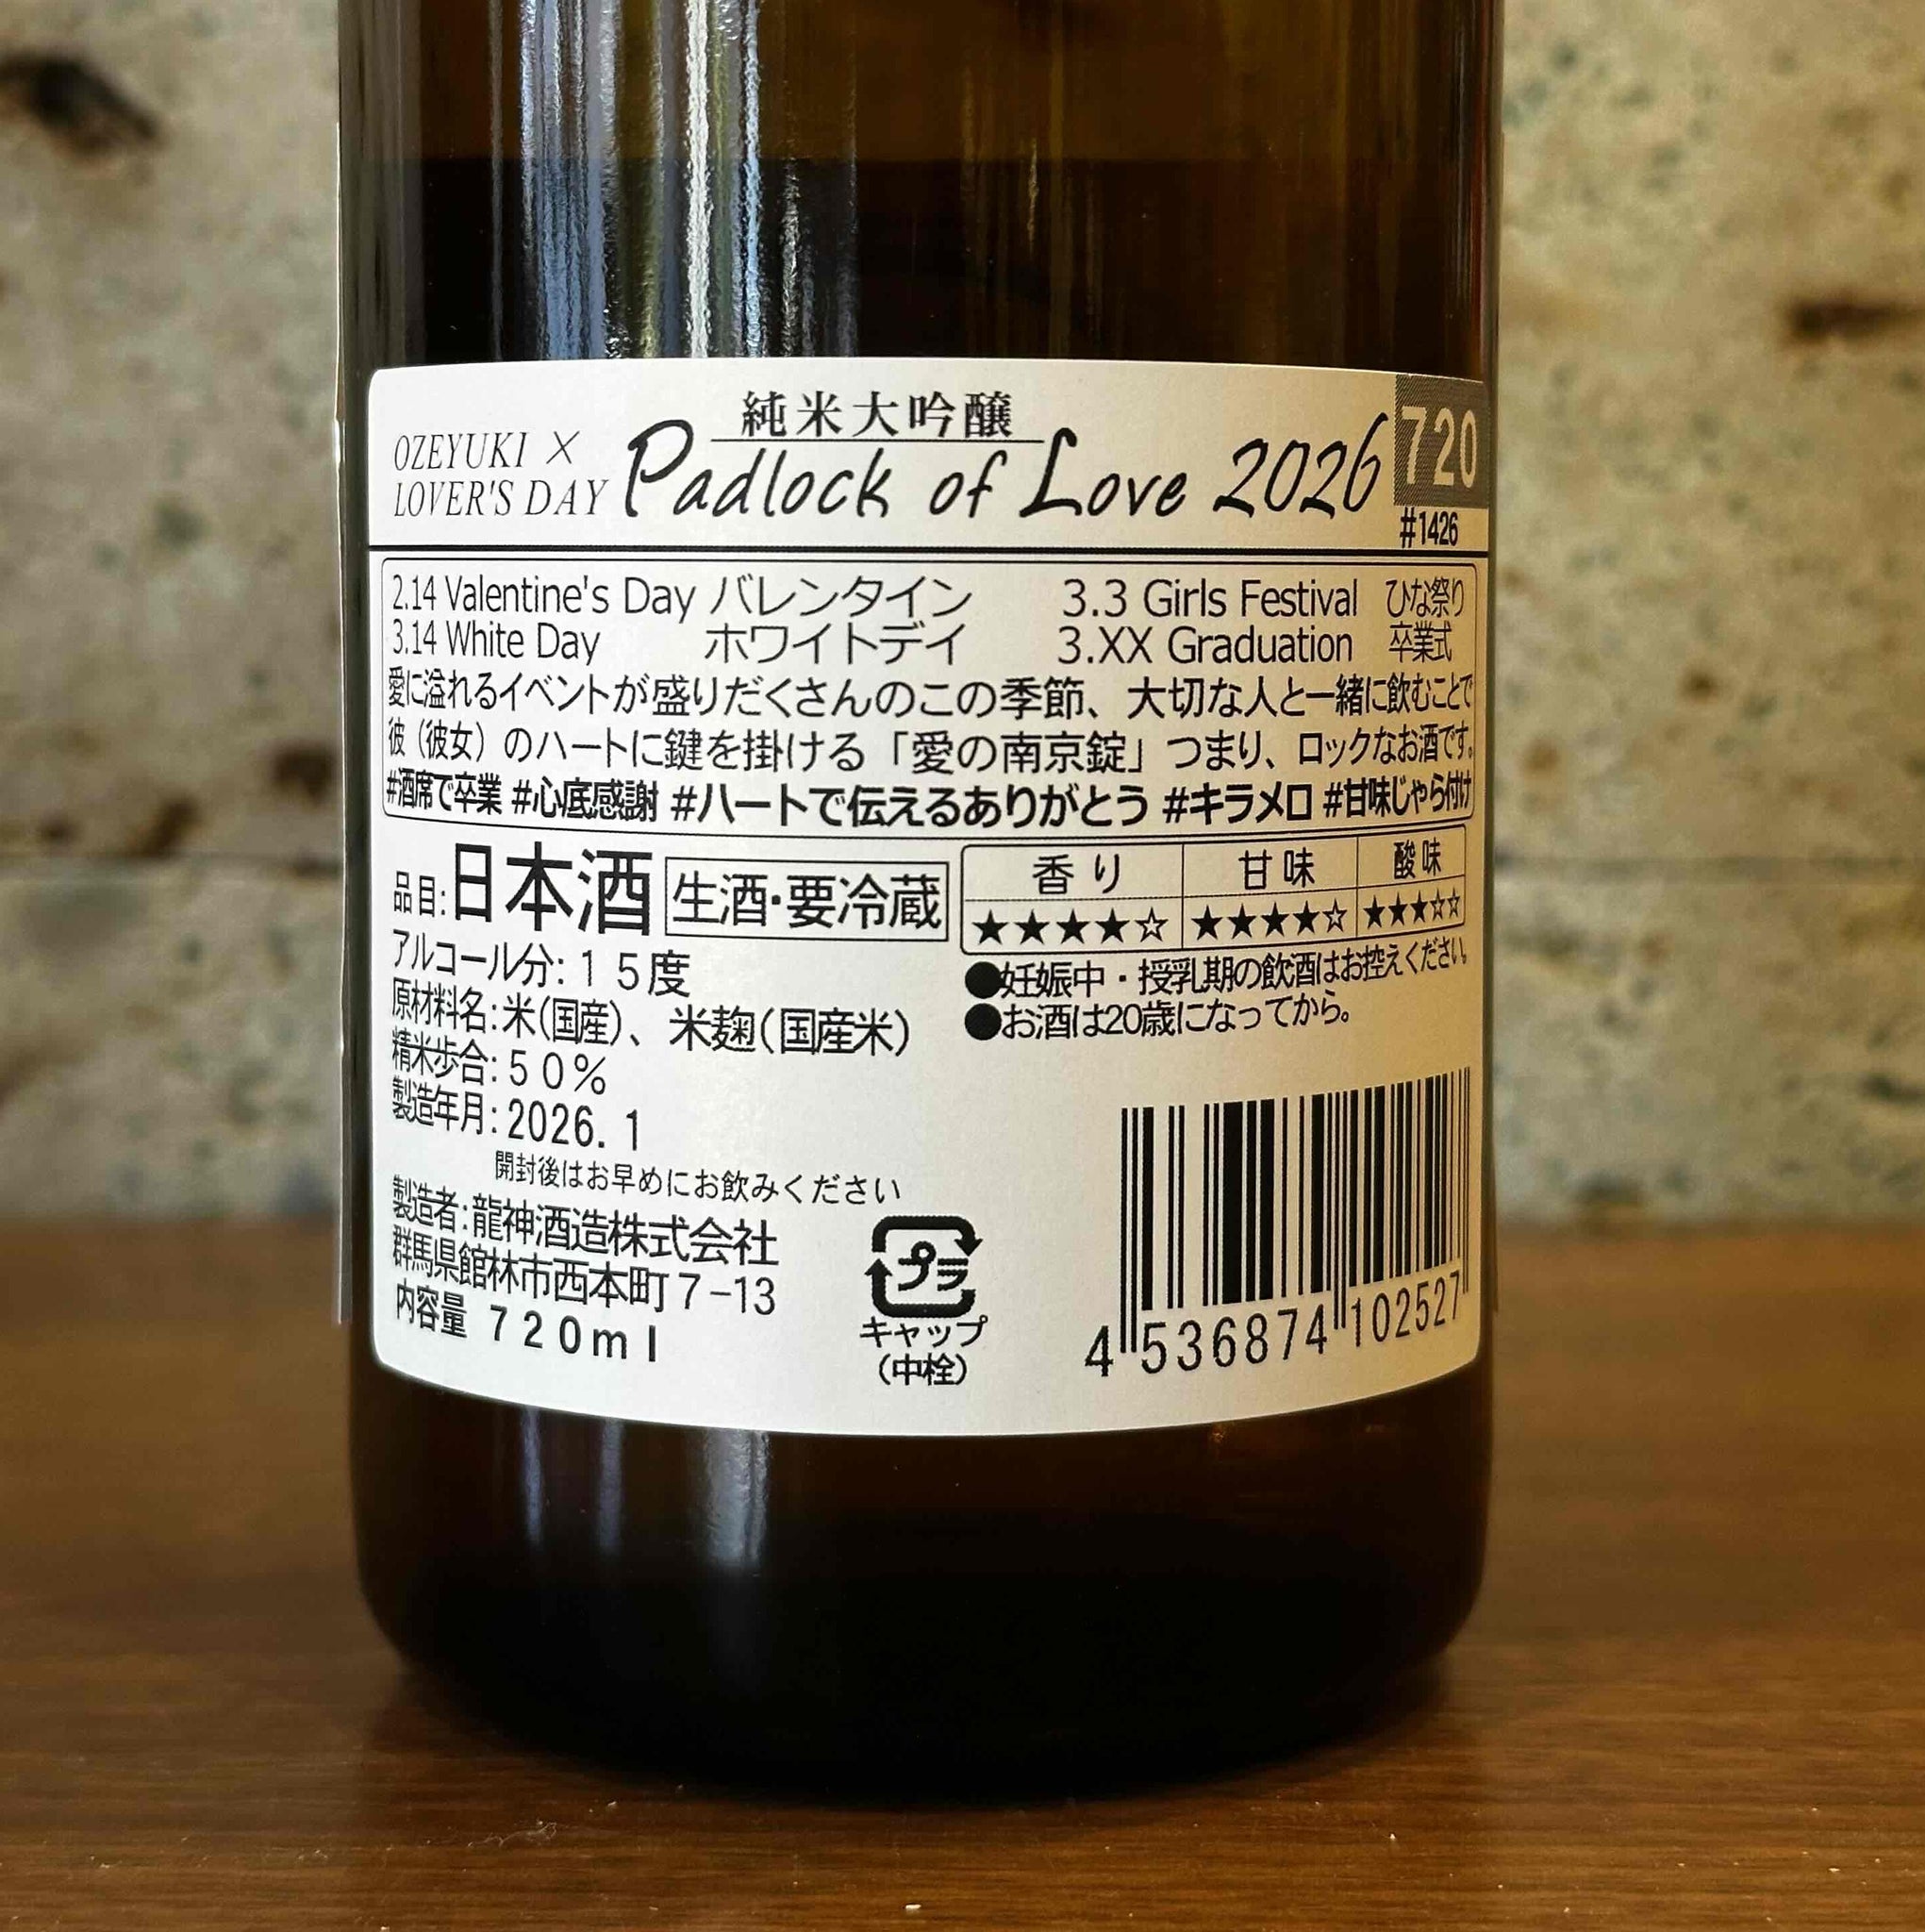 純米大吟醸
OZEYUKI ×
LOVER'S DAY
Padlock of Love 2026
720
#1426
2.14 Valentine's Day バレンタイン 3.3 Girls Festival ひな祭り
3.14 White Day ホワイトデイ 3.XX Graduation 卒業式
愛に溢れるイベントが盛りだくさんのこの季節、大切な人と一緒に飲むことで
彼（彼女）のハートに鍵を掛ける「愛の南京錠」つまり、ロックなお酒です。
#酒席で卒業 #心底感謝 #ハートで伝えるありがとう #キラメロ #甘味じゃら付け
品目:日本酒 生酒・要冷蔵
香り 甘味 酸味
★★★★☆ ★★★★☆ ★★★☆☆
アルコール分:15度
原材料名:米(国産)、米麹(国産米)
精米歩合:50%
製造年月:2026.1
開封後はお早めにお飲みください
製造者:龍神酒造株式会社
群馬県館林市西本町7-13
内容量 720ml
●妊娠中・授乳期の飲酒はお控えください。
●お酒は20歳になってから。
プラ
キャップ
(中栓)
4 536874 102527